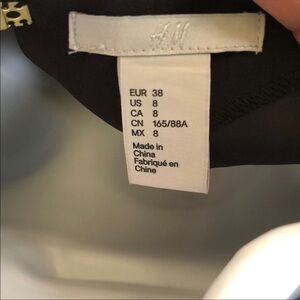 H&M
EUR 38
US 8
CA 8
CN 165/88A
MX 8
Made in
China
Fabriqué en
Chine